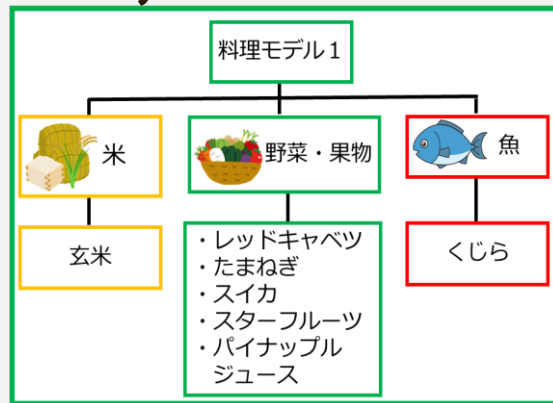 料理モデル１
米
野菜・果物
魚
玄米
・レッドキャベツ
・たまねぎ
・スイカ
・スターフルーツ
・パイナップル
ジュース
くじら